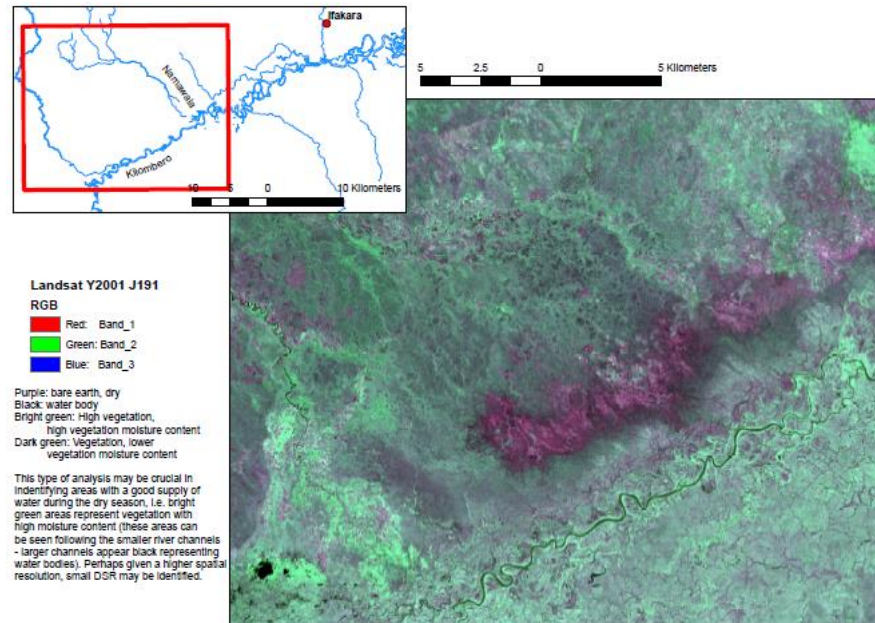 Ifakara
Namawala
Kilombero
10 5 0 10 Kilometers
5 2.5 0 5 Kilometers
Landsat Y2001 J191
RGB
Red: Band_1
Green: Band_2
Blue: Band_3
Purple: bare earth, dry
Black: water body
Bright green: High vegetation,
high vegetation moisture content
Dark green: Vegetation, lower
vegetation moisture content
This type of analysis may be crucial in
indentifying areas with a good supply of
water during the dry season, i.e. bright
green areas represent vegetation with
high moisture content (these areas can
be seen following the smaller river channels
- larger channels appear black representing
water bodies). Perhaps given a higher spatial
resolution, small DSR may be identified.